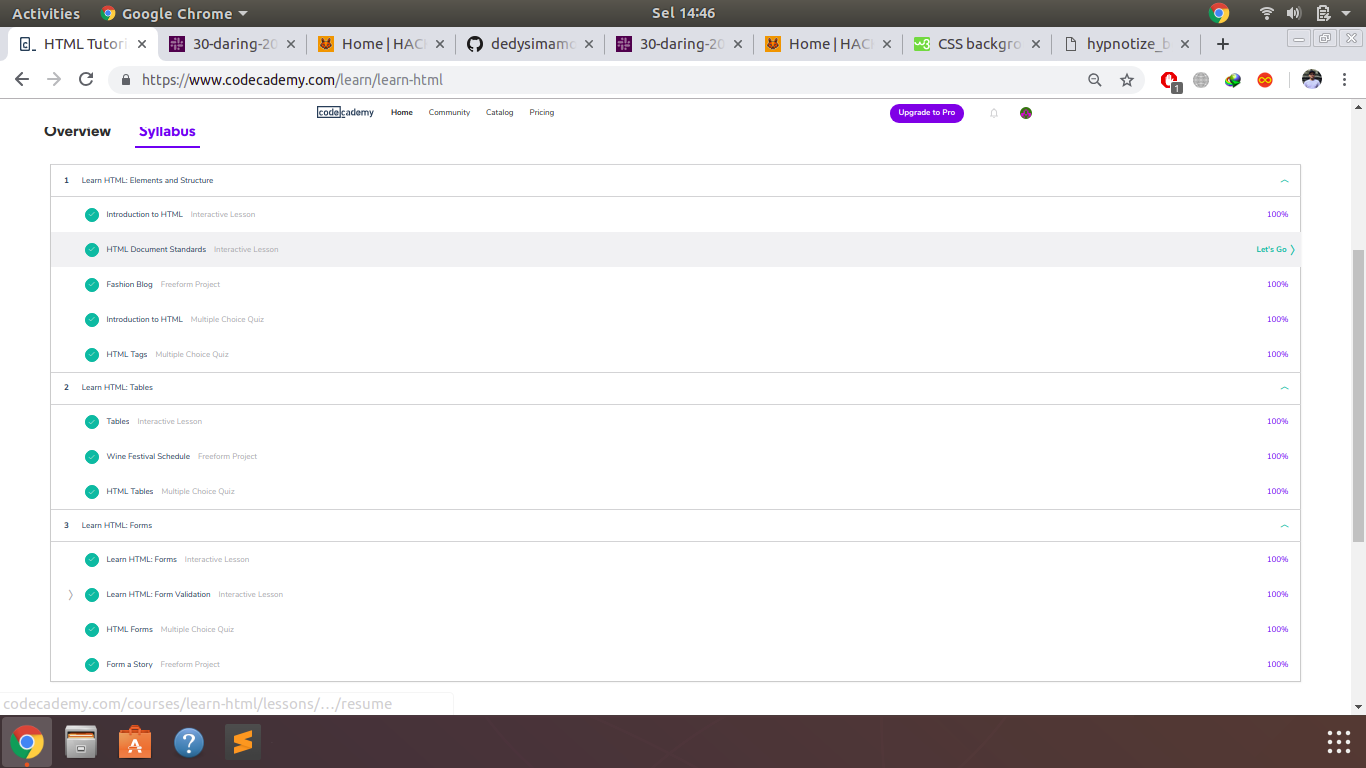 Activities Google Chrome Sel 14:46
HTML Tutori 30-daring-20 Home | HACK dedysimamo 30-daring-20 Home | HACK CSS backgro hypnotize_b
https://www.codecademy.com/learn/learn-html 1
codecademy Home Community Catalog Pricing Upgrade to Pro
Overview Syllabus
1 Learn HTML: Elements and Structure
Introduction to HTML Interactive Lesson 100%
HTML Document Standards Interactive Lesson Let's Go
Fashion Blog Freeform Project 100%
Introduction to HTML Multiple Choice Quiz 100%
HTML Tags Multiple Choice Quiz 100%
2 Learn HTML: Tables
Tables Interactive Lesson 100%
Wine Festival Schedule Freeform Project 100%
HTML Tables Multiple Choice Quiz 100%
3 Learn HTML: Forms
Learn HTML: Forms Interactive Lesson 100%
Learn HTML: Form Validation Interactive Lesson 100%
HTML Forms Multiple Choice Quiz 100%
Form a Story Freeform Project 100%
codecademy.com/courses/learn-html/lessons/…/resume